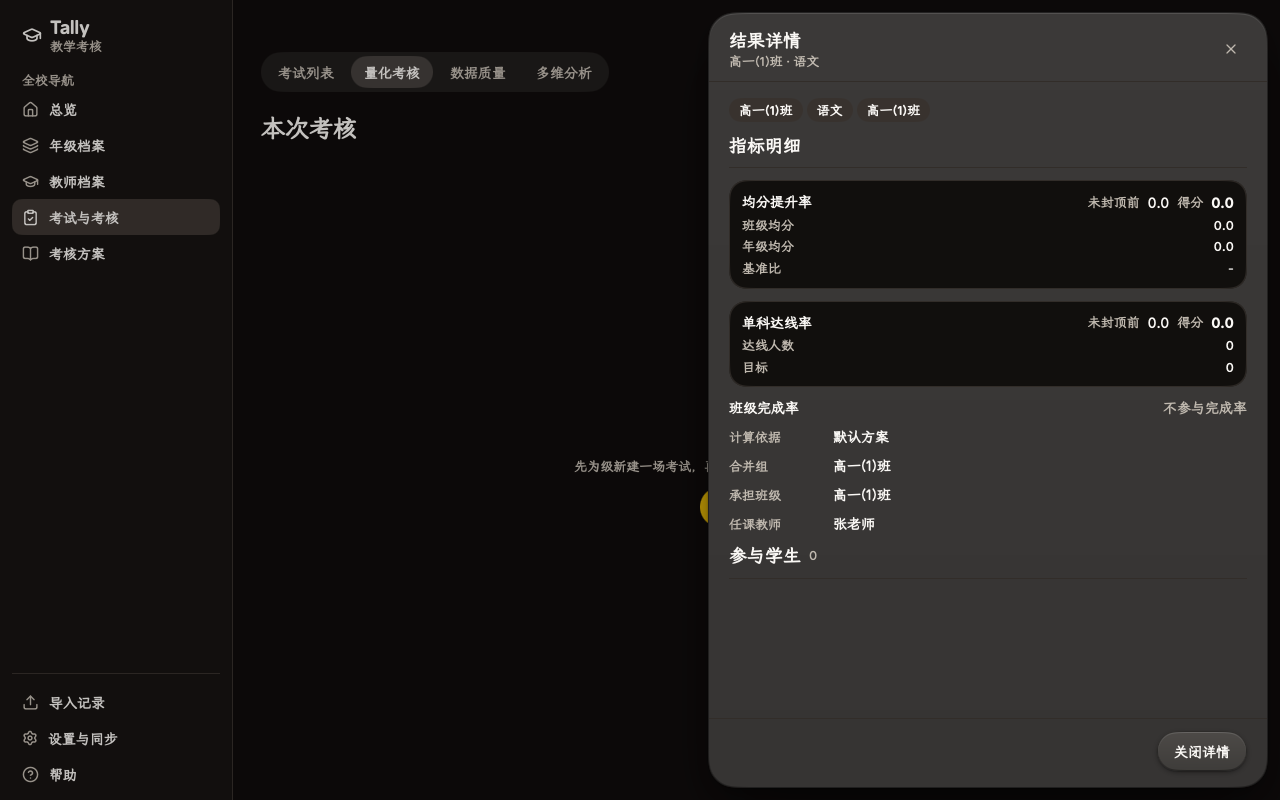 Tally
教学考核
全校导航
总览
年级档案
教师档案
考试与考核
考核方案
导入记录
设置与同步
帮助
考试列表 量化考核 数据质量 多维分析
本次考核
先为级新建一场考试，
结果详情
高一(1)班 · 语文
高一(1)班 语文 高一(1)班
指标明细
均分提升率 未封顶前 0.0 得分 0.0
班级均分 0.0
年级均分 0.0
基准比 -
单科达线率 未封顶前 0.0 得分 0.0
达线人数 0
目标 0
班级完成率 不参与完成率
计算依据 默认方案
合并组 高一(1)班
承担班级 高一(1)班
任课教师 张老师
参与学生 0
关闭详情